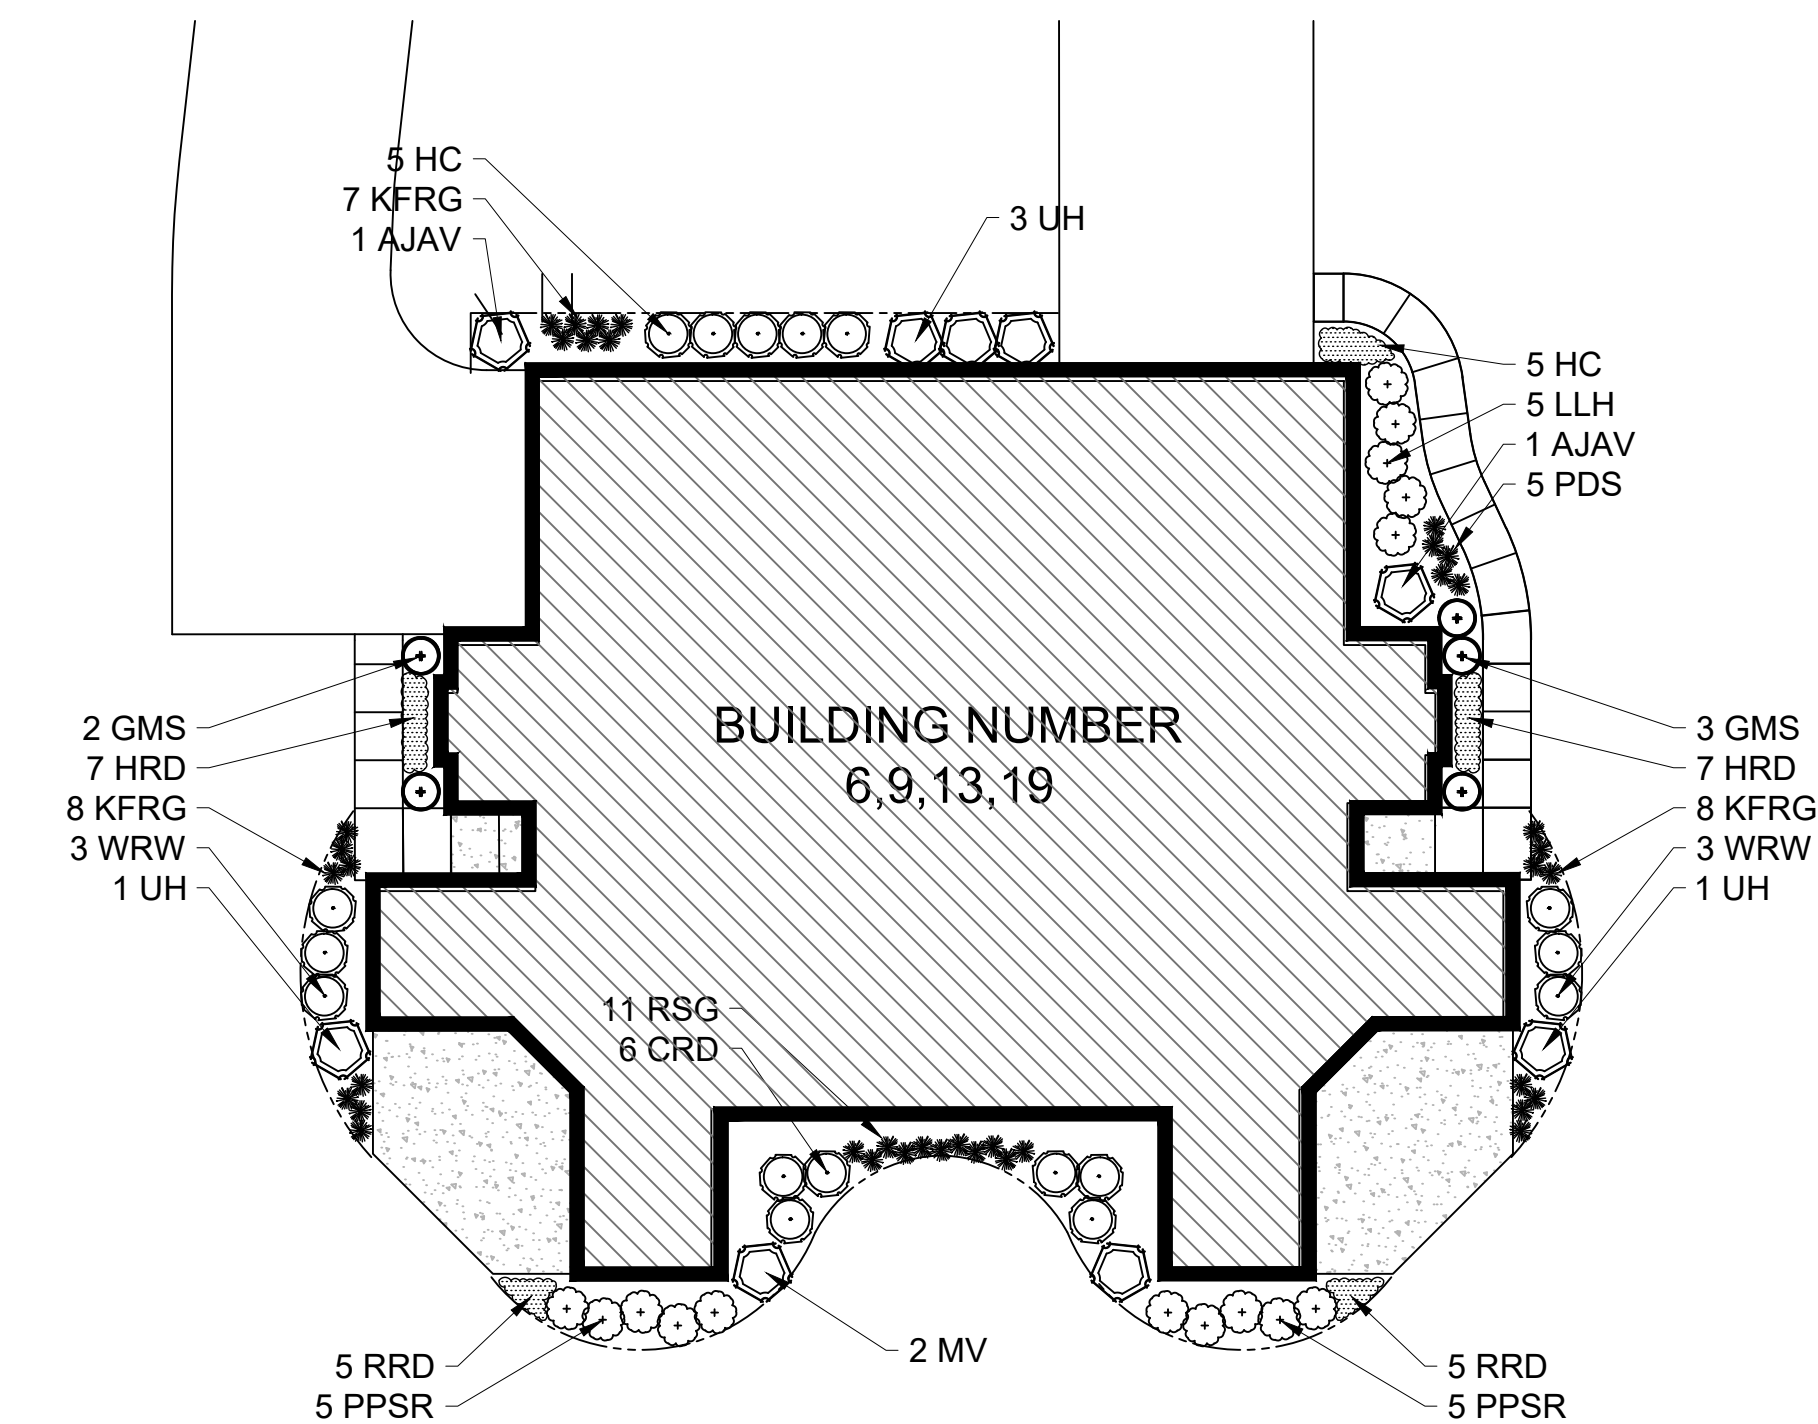 5 HC
7 KFRG
1 AJAV
3 UH
5 HC
5 LLH
1 AJAV
5 PDS
2 GMS
7 HRD
8 KFRG
3 WRW
1 UH
BUILDING NUMBER
6,9,13,19
3 GMS
7 HRD
8 KFRG
3 WRW
1 UH
11 RSG
6 CRD
2 MV
5 RRD
5 PPSR
5 RRD
5 PPSR